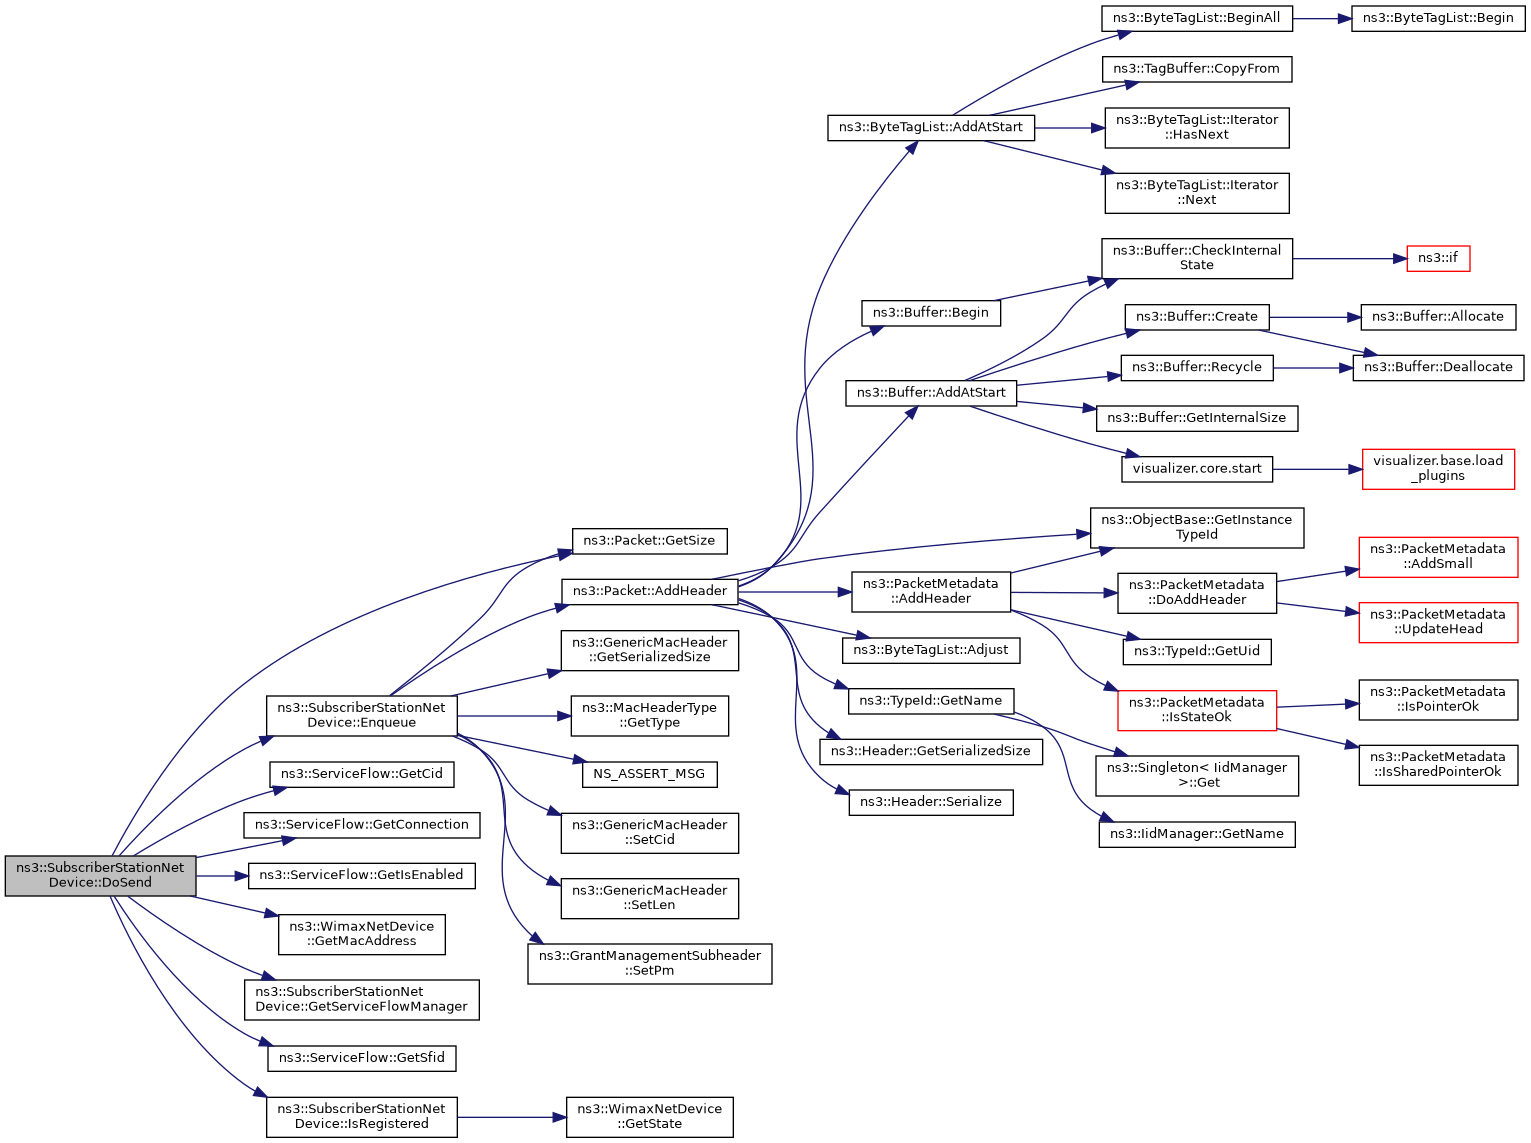 ns3::SubscriberStationNet
Device::DoSend
ns3::Packet::GetSize
ns3::SubscriberStationNet
Device::Enqueue
ns3::ServiceFlow::GetCid
ns3::ServiceFlow::GetConnection
ns3::ServiceFlow::GetIsEnabled
ns3::WimaxNetDevice
::GetMacAddress
ns3::SubscriberStationNet
Device::GetServiceFlowManager
ns3::ServiceFlow::GetSfid
ns3::SubscriberStationNet
Device::IsRegistered
ns3::WimaxNetDevice
::GetState
ns3::Packet::AddHeader
ns3::GenericMacHeader
::GetSerializedSize
ns3::MacHeaderType
::GetType
NS_ASSERT_MSG
ns3::GenericMacHeader
::SetCid
ns3::GenericMacHeader
::SetLen
ns3::GrantManagementSubheader
::SetPm
ns3::ByteTagList::AddAtStart
ns3::Buffer::Begin
ns3::Buffer::AddAtStart
ns3::PacketMetadata
::AddHeader
ns3::ByteTagList::Adjust
ns3::TypeId::GetName
ns3::Header::GetSerializedSize
ns3::Header::Serialize
ns3::ByteTagList::BeginAll
ns3::TagBuffer::CopyFrom
ns3::ByteTagList::Iterator
::HasNext
ns3::ByteTagList::Iterator
::Next
ns3::Buffer::CheckInternal
State
ns3::Buffer::Create
ns3::Buffer::Recycle
ns3::Buffer::GetInternalSize
visualizer.core.start
ns3::ObjectBase::GetInstance
TypeId
ns3::PacketMetadata
::DoAddHeader
ns3::TypeId::GetUid
ns3::PacketMetadata
::IsStateOk
ns3::Singleton< IidManager
>::Get
ns3::IidManager::GetName
ns3::ByteTagList::Begin
ns3::if
ns3::Buffer::Allocate
ns3::Buffer::Deallocate
visualizer.base.load
_plugins
ns3::PacketMetadata
::AddSmall
ns3::PacketMetadata
::UpdateHead
ns3::PacketMetadata
::IsPointerOk
ns3::PacketMetadata
::IsSharedPointerOk